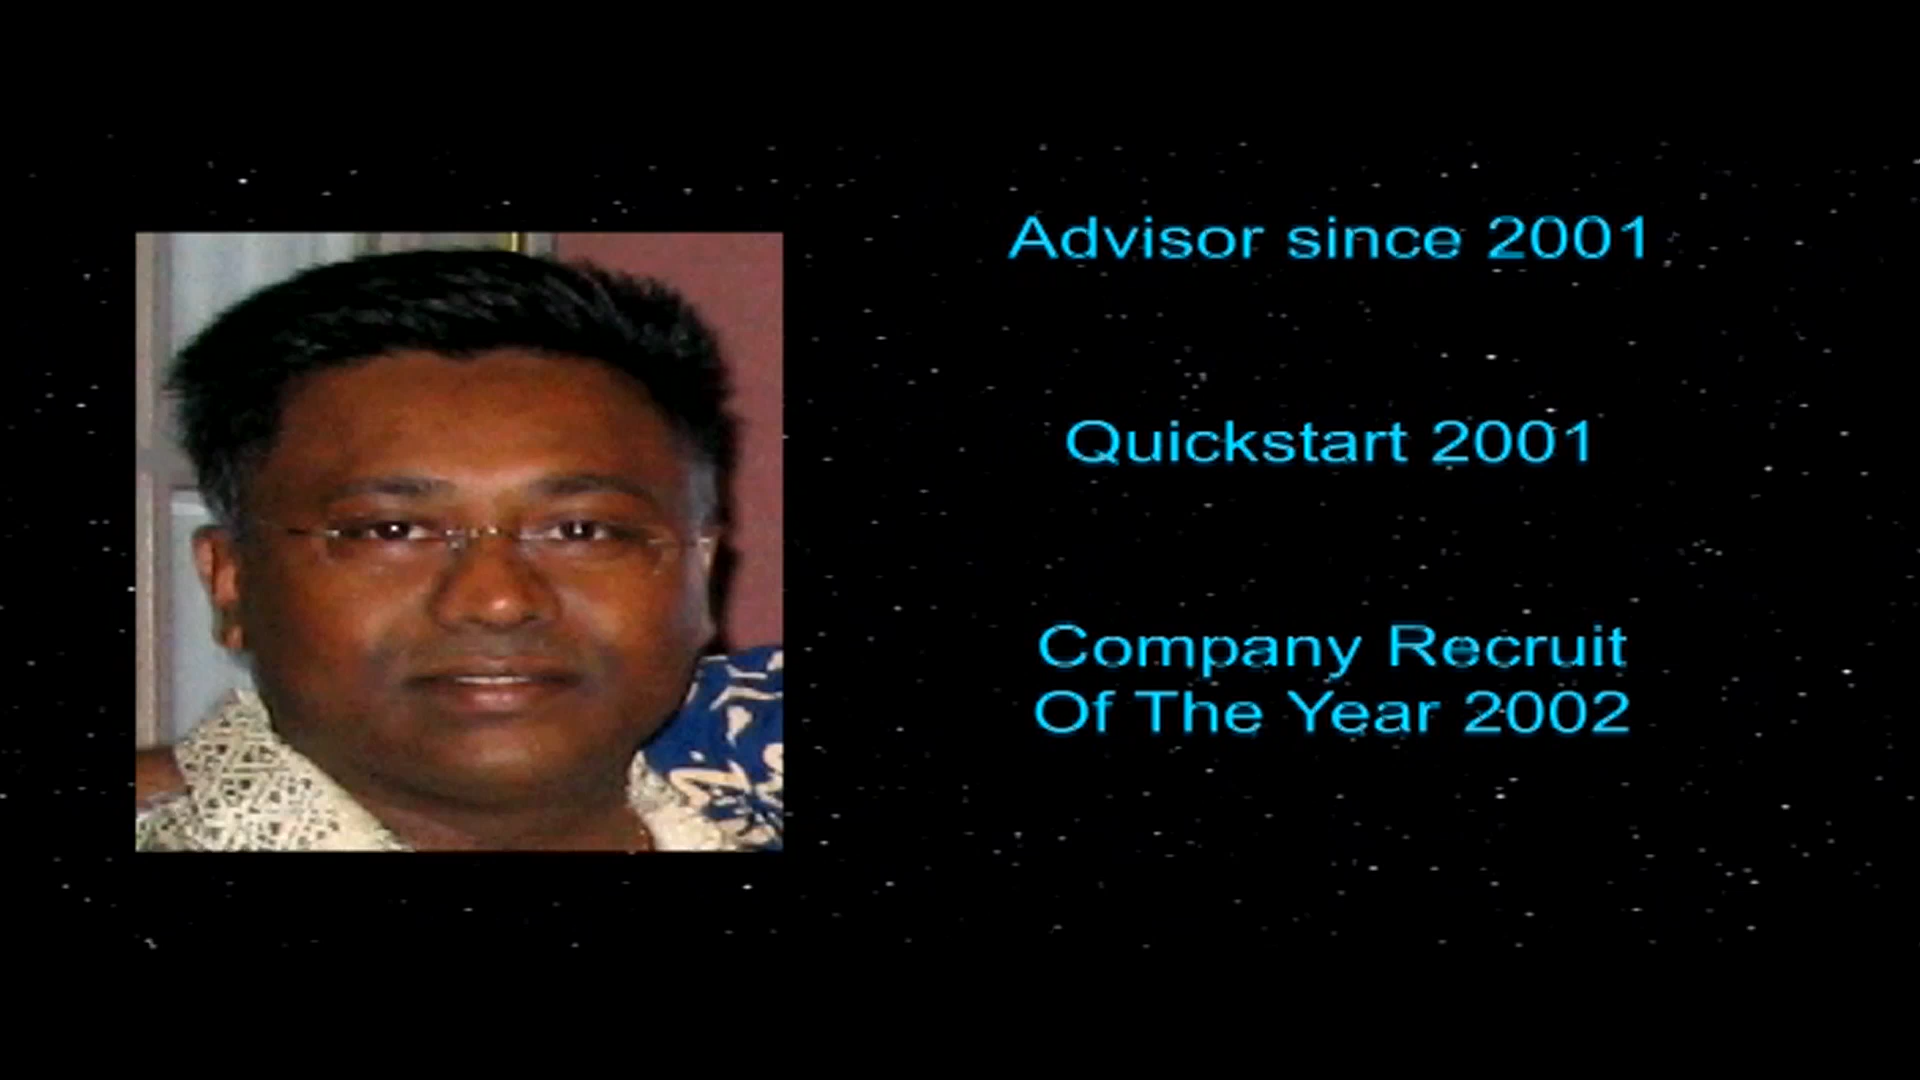 Advisor since 2001
Quickstart 2001
Company Recruit
Of The Year 2002